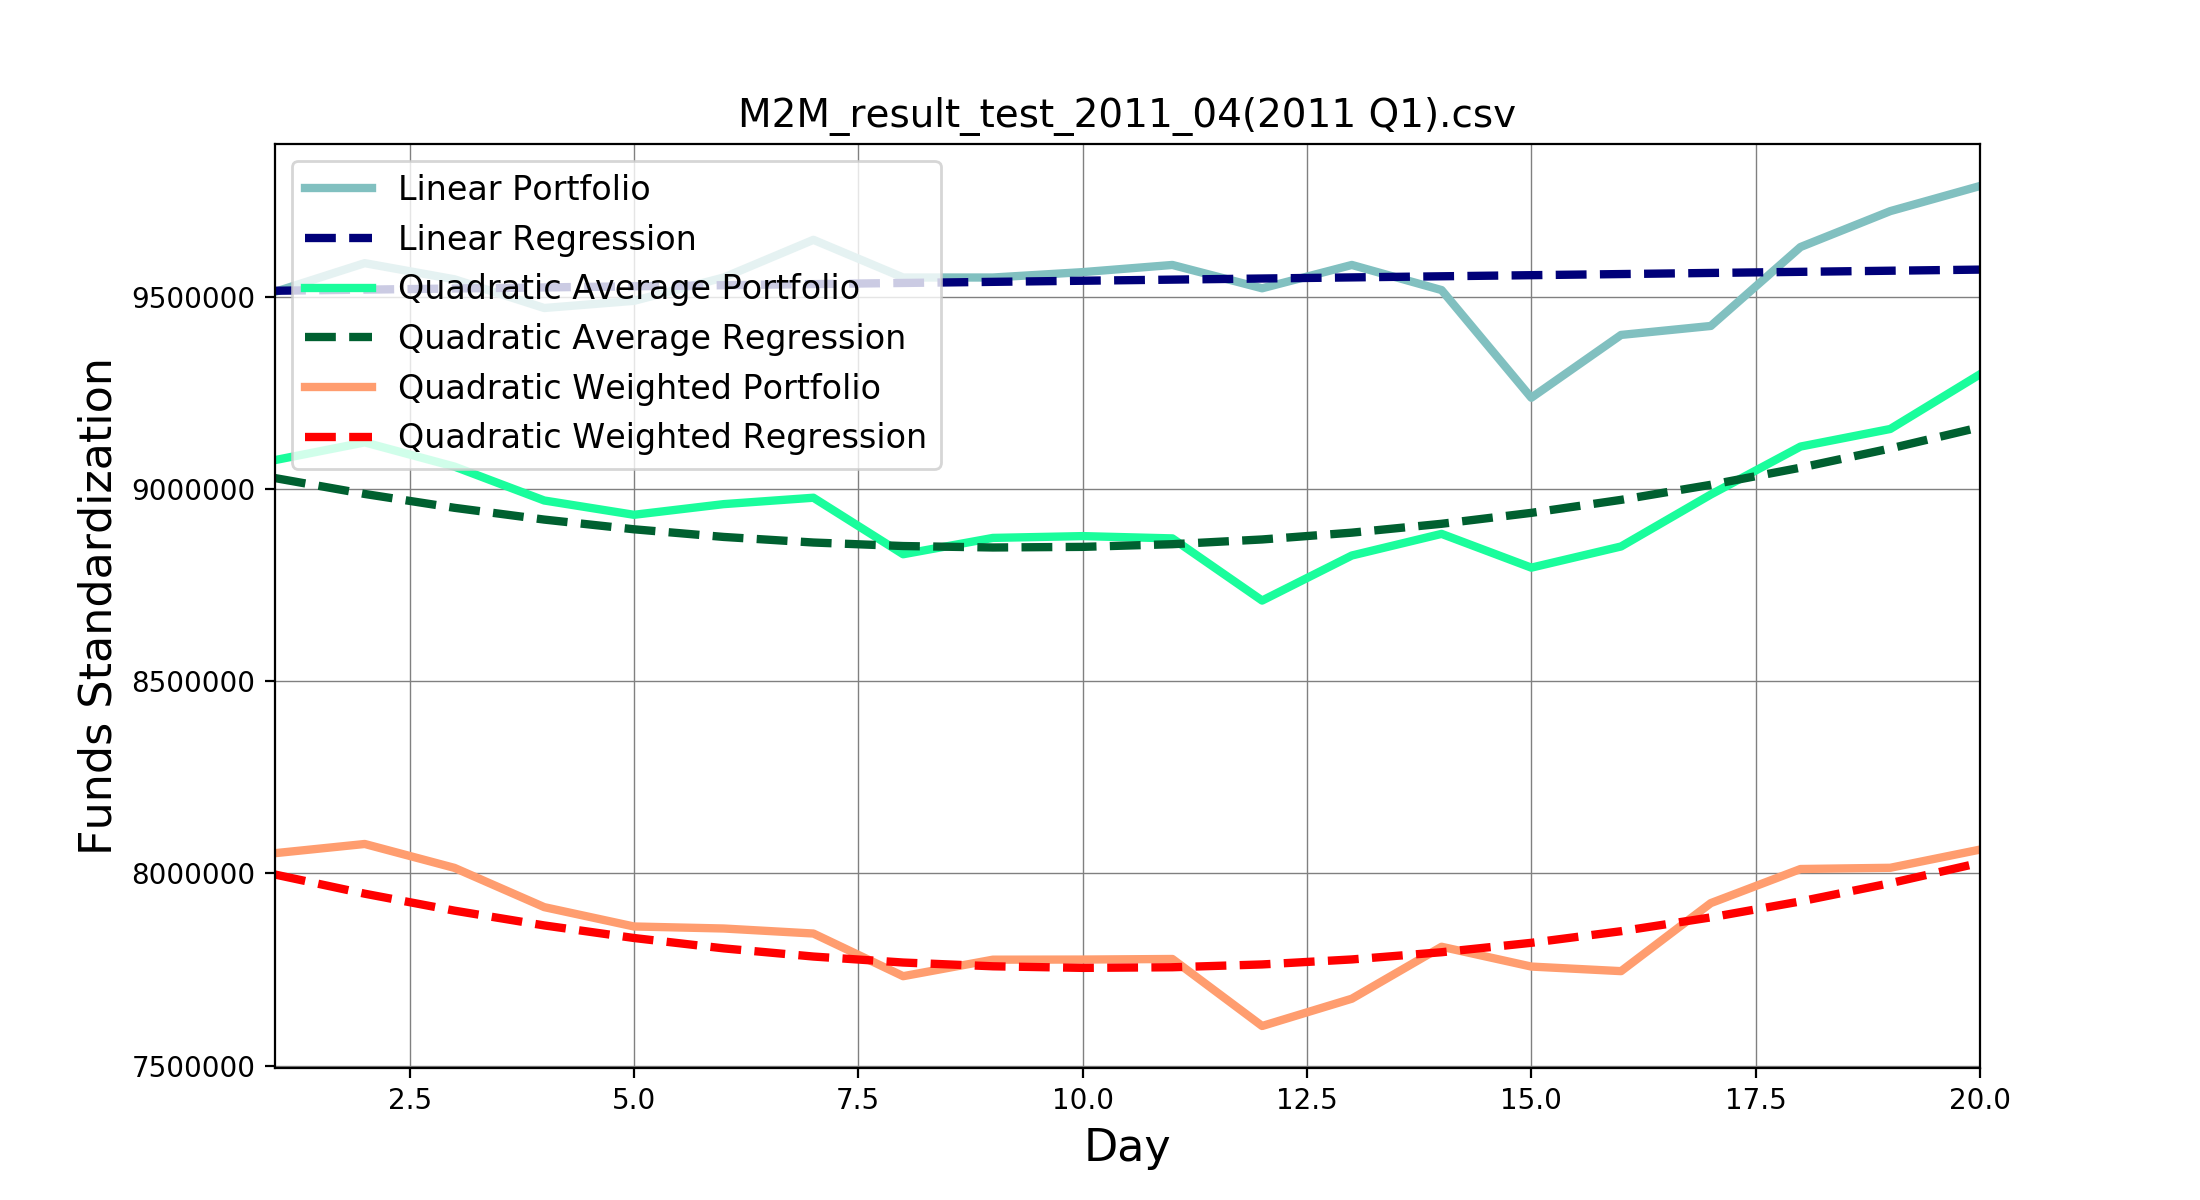 M2M_result_test_2011_04(2011 Q1).csv
Linear Portfolio
Linear Regression
Quadratic Average Portfolio
Quadratic Average Regression
Quadratic Weighted Portfolio
Quadratic Weighted Regression
Funds Standardization
9500000
9000000
8500000
8000000
7500000
2.5 5.0 7.5 10.0 12.5 15.0 17.5 20.0
Day